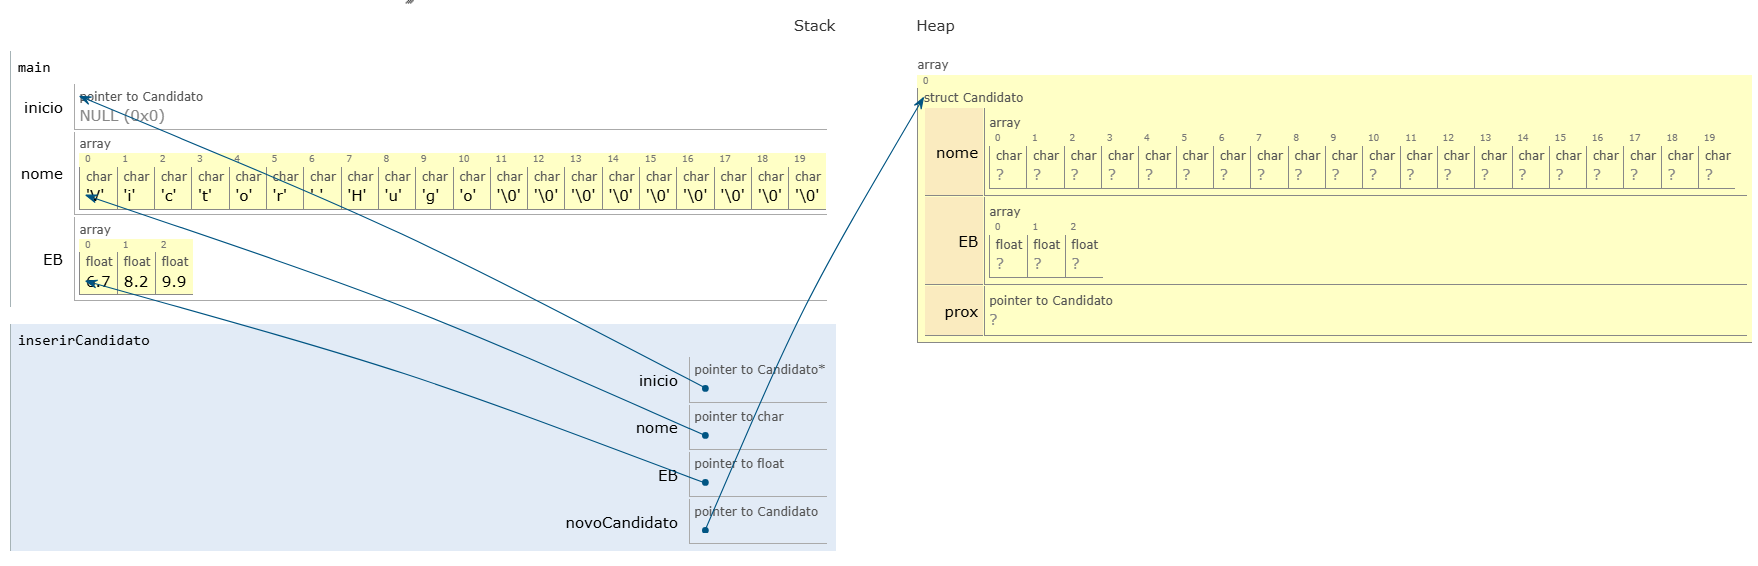 Stack
Heap
main
inicio
pointer to Candidato
NULL (0x0)
nome
array
0 1 2 3 4 5 6 7 8 9 10 11 12 13 14 15 16 17 18 19
char char char char char char char char char char char char char char char char char char char char
'V' 'i' 'c' 't' 'o' 'r' ' ' 'H' 'u' 'g' 'o' '\0' '\0' '\0' '\0' '\0' '\0' '\0' '\0' '\0'
EB
array
0 1 2
float float float
6.7 8.2 9.9
inserirCandidato
inicio
pointer to Candidato*
nome
pointer to char
EB
pointer to float
novoCandidato
pointer to Candidato
array
0
struct Candidato
nome
array
0 1 2 3 4 5 6 7 8 9 10 11 12 13 14 15 16 17 18 19
char char char char char char char char char char char char char char char char char char char char
? ? ? ? ? ? ? ? ? ? ? ? ? ? ? ? ? ? ? ?
EB
array
0 1 2
float float float
? ? ?
prox
pointer to Candidato
?